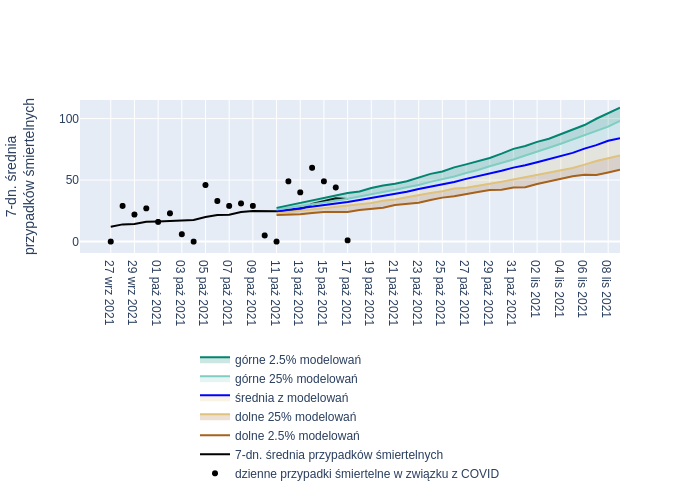 7-dn. średnia
przypadków śmiertelnych
100
50
0
27 wrz 2021
29 wrz 2021
01 paź 2021
03 paź 2021
05 paź 2021
07 paź 2021
09 paź 2021
11 paź 2021
13 paź 2021
15 paź 2021
17 paź 2021
19 paź 2021
21 paź 2021
23 paź 2021
25 paź 2021
27 paź 2021
29 paź 2021
31 paź 2021
02 lis 2021
04 lis 2021
06 lis 2021
08 lis 2021
górne 2.5% modelowań
górne 25% modelowań
średnia z modelowań
dolne 25% modelowań
dolne 2.5% modelowań
7-dn. średnia przypadków śmiertelnych
dzienne przypadki śmiertelne w związku z COVID